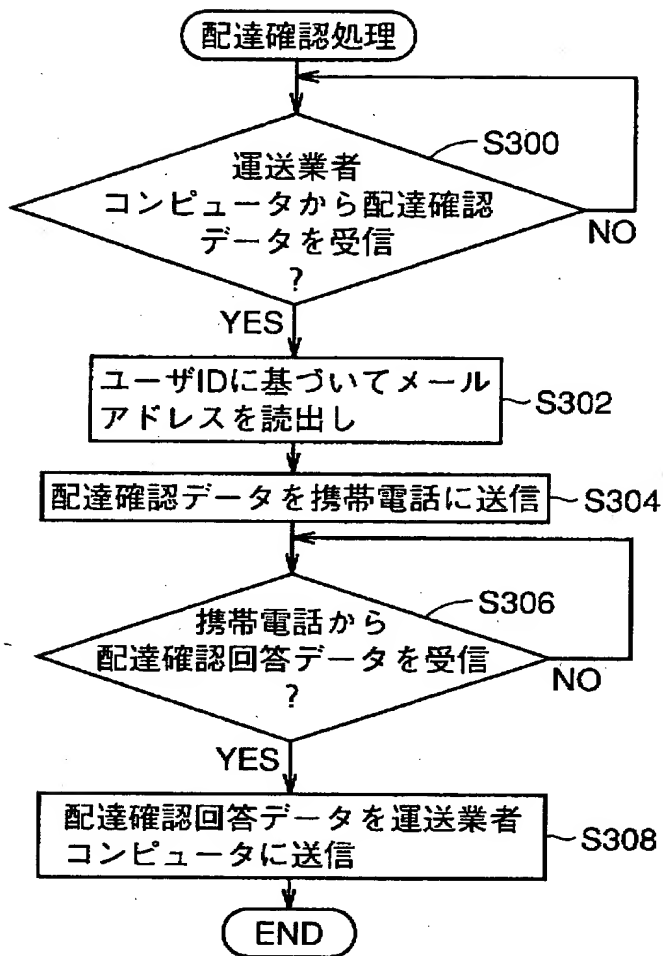 配達確認処理
S300
運送業者
コンピュータから配達確認
データを受信
?
NO
YES
ユーザIDに基づいてメール
アドレスを読出し
S302
配達確認データを携帯電話に送信
S304
S306
携帯電話から
配達確認回答データを受信
?
NO
YES
配達確認回答データを運送業者
コンピュータに送信
S308
END